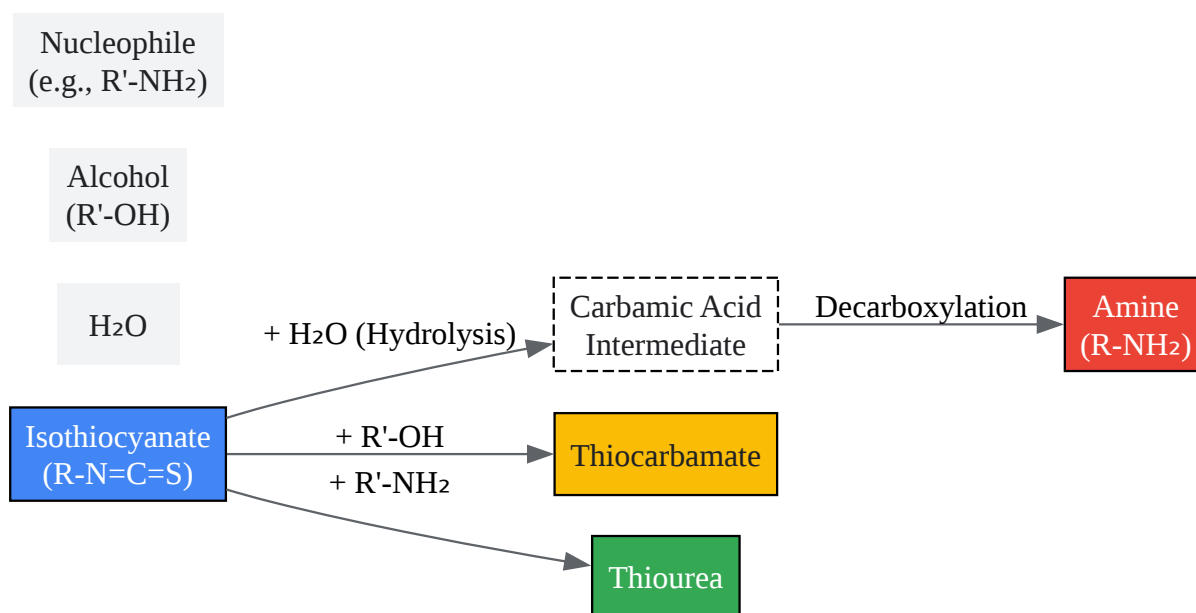 Nucleophile
(e.g., R'-NH₂)
Alcohol
(R'-OH)
H₂O
Isothiocyanate
(R-N=C=S)
+ H₂O (Hydrolysis)
+ R'-OH
+ R'-NH₂
Carbamic Acid
Intermediate
Thiocarbamate
Thiourea
Decarboxylation
Amine
(R-NH₂)